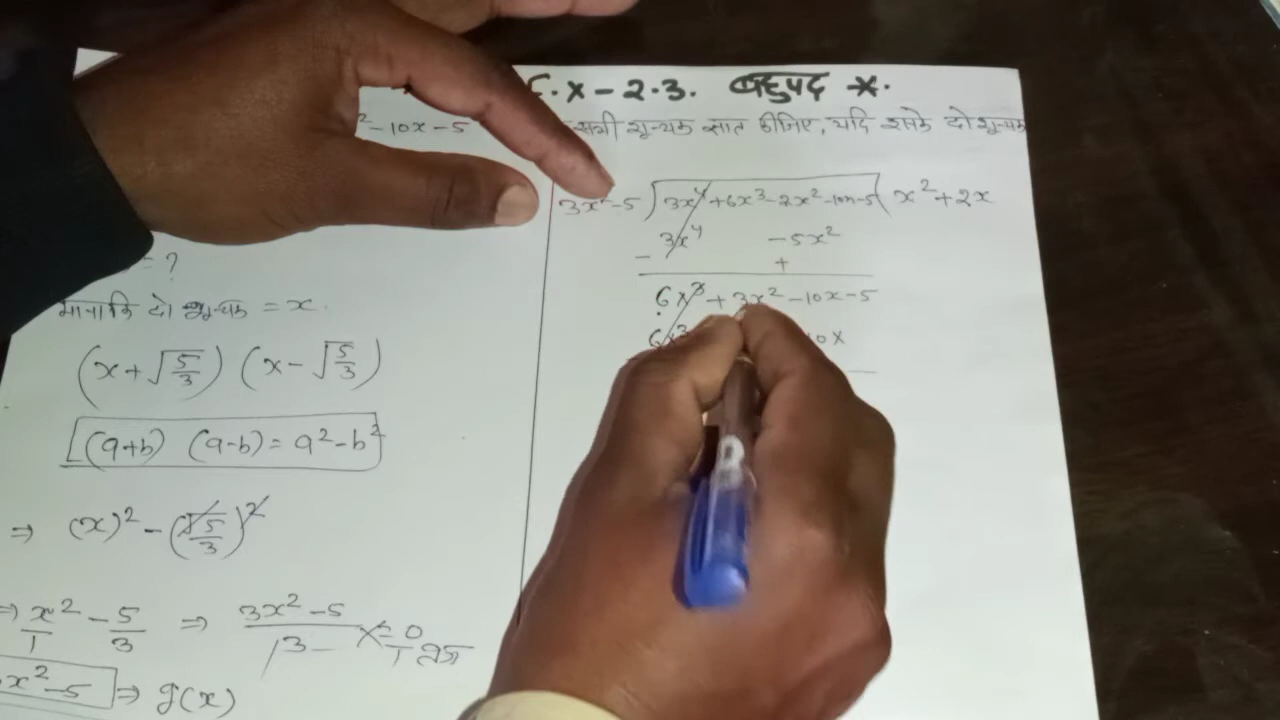 x-2.3. बहुपद x.
²-10x-5 सभी शून्यक ज्ञात कीजिए, यदि इसके दो शून्यक
= ?
मानाकि दो शून्यक = x.
(x+√5/3) (x-√5/3)
[(a+b) (a-b) = a²-b²
⇒ (x)² - (√5/3)²
⇒ x²/1 - 5/3 ⇒ 3x²-5/3
x²-5 ⇒ g(x)
3x²-5 ) 3x⁴+6x³-2x²-10x-5 ( x²+2x
3x⁴ -5x²
- +
6x³+3x²-10x-5
6x³ 0x